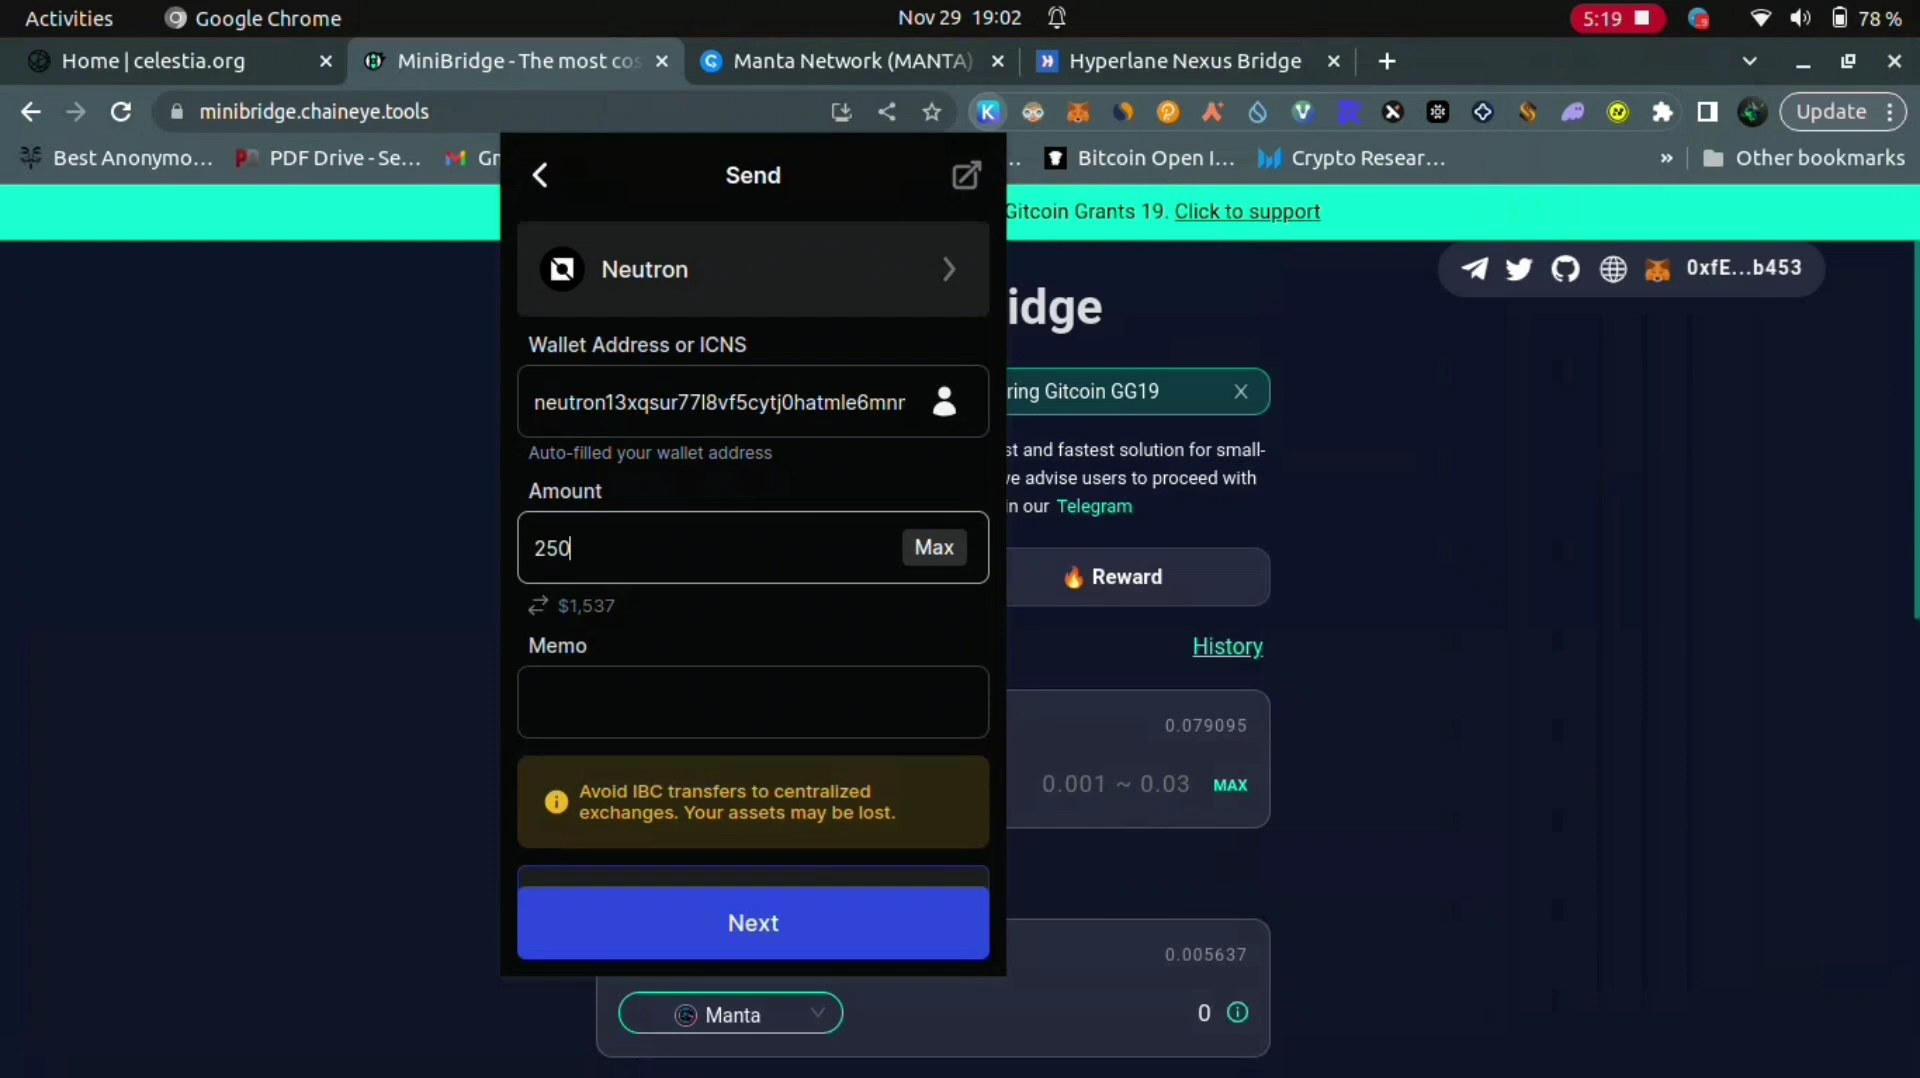 Activities
Google Chrome
Nov 29 19:02
5:19
78 %
Home | celestia.org
MiniBridge - The most cos
Manta Network (MANTA)
Hyperlane Nexus Bridge
minibridge.chaineye.tools
Update
Best Anonymo...
PDF Drive - Se...
Gr
..
Bitcoin Open I...
Crypto Resear...
»
Other bookmarks
Send
Gitcoin Grants 19. Click to support
Neutron
0xfE...b453
idge
Wallet Address or ICNS
neutron13xqsur77l8vf5cytj0hatmle6mnr
ring Gitcoin GG19
Auto-filled your wallet address
st and fastest solution for small-
ve advise users to proceed with
in our Telegram
Amount
250
Max
Reward
$1,537
Memo
History
0.079095
0.001 ~ 0.03
MAX
Avoid IBC transfers to centralized
exchanges. Your assets may be lost.
Next
0.005637
Manta
0